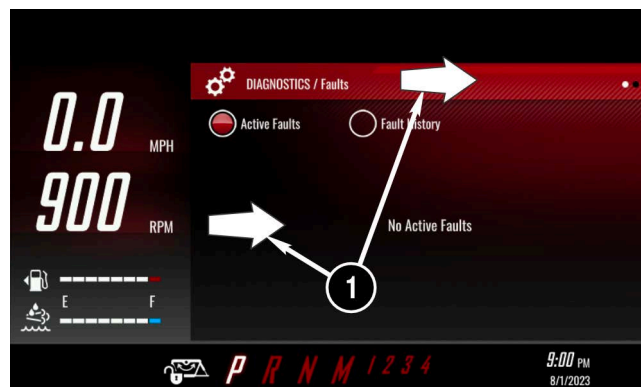 DIAGNOSTICS / Faults
0.0 MPH
Active Faults
Fault History
900 RPM
No Active Faults
1
E F
P R N M 1 2 3 4
9:00 PM
8/1/2023